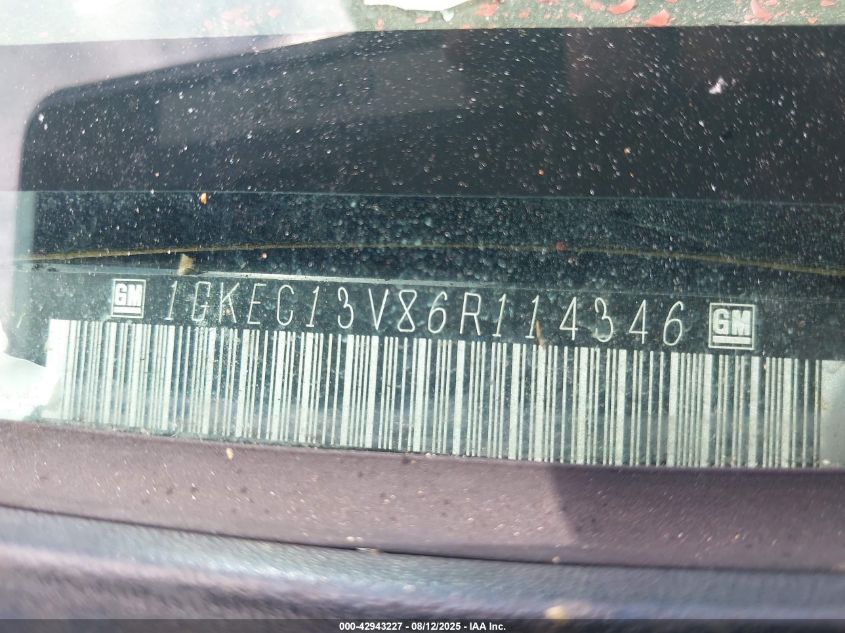 GM 1GKEC13V86R114346 GM
000-42943227 - 08/12/2025 - IAA Inc.